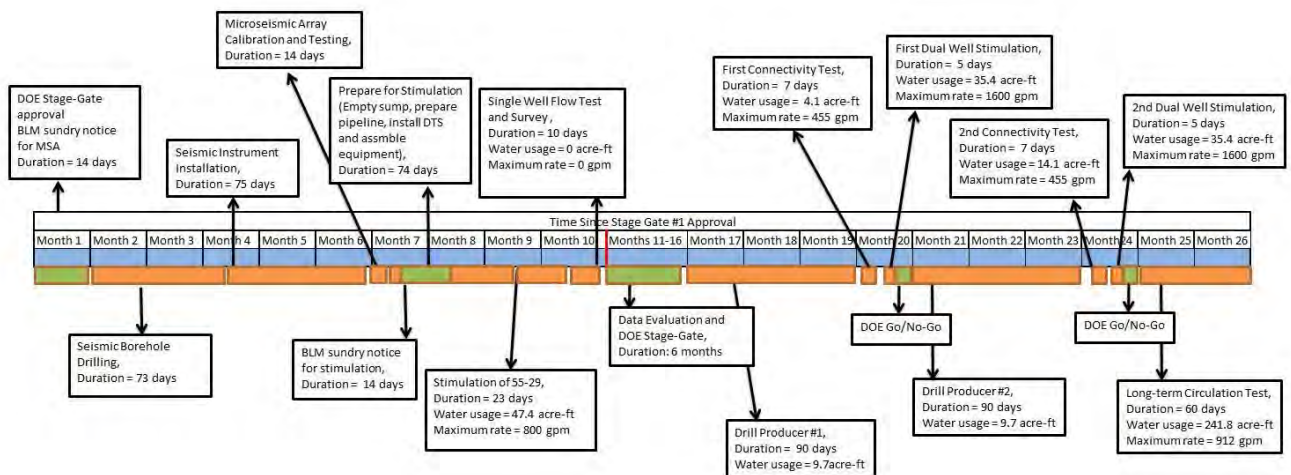 Microseismic Array
Calibration and Testing,
Duration = 14 days
First Dual Well Stimulation,
Duration = 5 days
Water usage = 35.4 acre-ft
Maximum rate = 1600 gpm
First Connectivity Test,
Duration = 7 days
Water usage = 4.1 acre-ft
Maximum rate = 455 gpm
DOE Stage-Gate
approval
BLM sundry notice
for MSA
Duration = 14 days
Prepare for Stimulation
(Empty sump, prepare
pipeline, install DTS
and assmble
equipment),
Duration = 74 days
Single Well Flow Test
and Survey,
Duration = 10 days
Water usage = 0 acre-ft
Maximum rate = 0 gpm
2nd Dual Well Stimulation,
Duration = 5 days
Water usage = 35.4 acre-ft
Maximum rate = 1600 gpm
2nd Connectivity Test,
Duration = 7 days
Water usage = 14.1 acre-ft
Maximum rate = 455 gpm
Seismic Instrument
installation,
Duration = 75 days
Time Since Stage Gate #1 Approval
Month 1 Month 2 Month 3 Month 4 Month 5 Month 6 Month 7 Month 8 Month 9 Month 10 Months 11-16 Month 17 Month 18 Month 19 Month 20 Month 21 Month 22 Month 23 Month 24 Month 25 Month 26
Seismic Borehole
Drilling,
Duration = 73 days
BLM sundry notice
for stimulation,
Duration = 14 days
Stimulation of 55-29,
Duration = 23 days
Water usage = 47.4 acre-ft
Maximum rate = 800 gpm
Data Evaluation and
DOE Stage-Gate,
Duration: 6 months
Drill Producer #1,
Duration = 90 days
Water usage = 9.7acre-ft
DOE Go/No-Go
Drill Producer #2,
Duration = 90 days
Water usage = 9.7 acre-ft
DOE Go/No-Go
Long-term Circulation Test,
Duration = 60 days
Water usage = 241.8 acre-ft
Maximum rate = 912 gpm